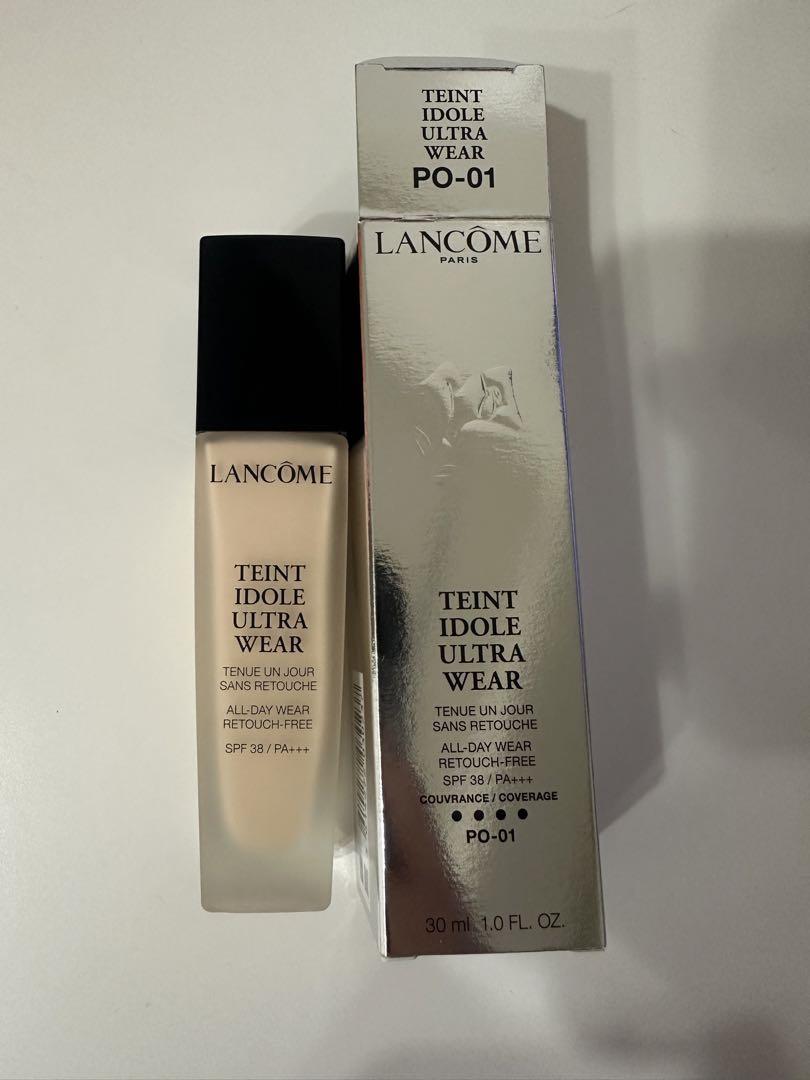 TEINT
IDOLE
ULTRA
WEAR
PO-01
LANCÔME
PARIS
TEINT
IDOLE
ULTRA
WEAR
TENUE UN JOUR
SANS RETOUCHE
ALL-DAY WEAR
RETOUCH-FREE
SPF 38 / PA+++
COUVRANCE / COVERAGE
PO-01
30 ml 1.0 FL. OZ.
LANCÔME
TEINT
IDOLE
ULTRA
WEAR
TENUE UN JOUR
SANS RETOUCHE
ALL-DAY WEAR
RETOUCH-FREE
SPF 38 / PA+++